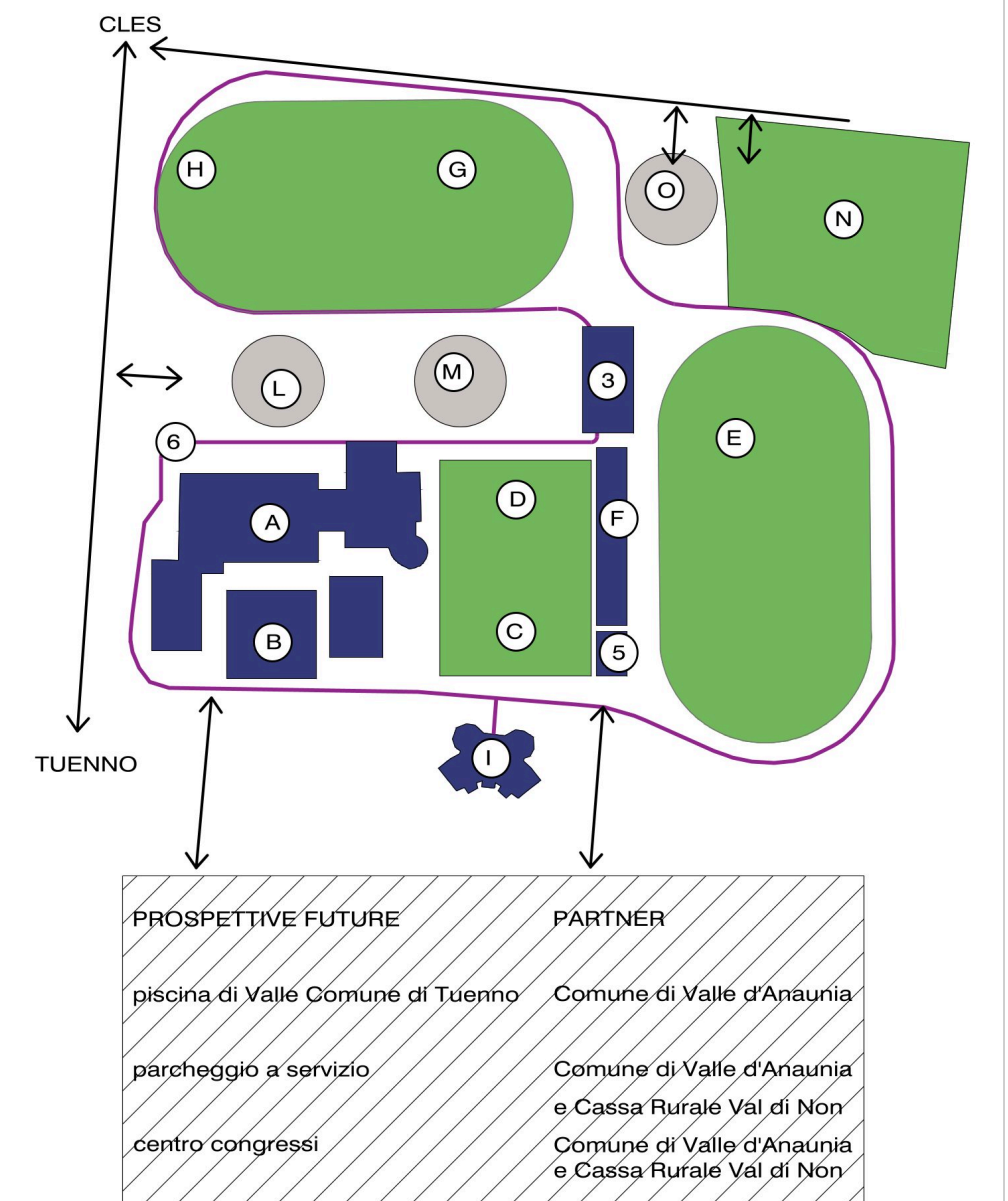 CLES
H
G
O
N
L
M
3
6
E
D
A
F
C
B
5
I
TUENNO
PROSPETTIVE FUTURE PARTNER
piscina di Valle Comune di Tuenno Comune di Valle d'Anaunia
parcheggio a servizio Comune di Valle d'Anaunia
e Cassa Rurale Val di Non
centro congressi Comune di Valle d'Anaunia
e Cassa Rurale Val di Non